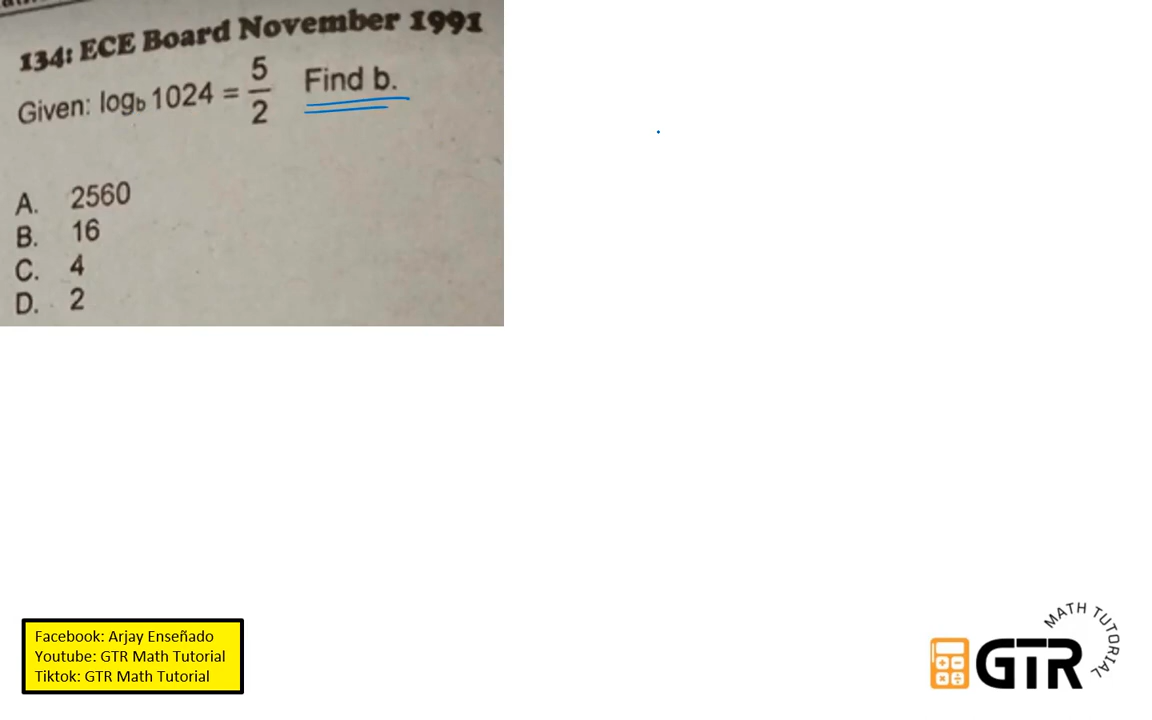 134: ECE Board November 1991
Given: log_b 1024 = 5/2 Find b.
A. 2560
B. 16
C. 4
D. 2
Facebook: Arjay Enseñado
Youtube: GTR Math Tutorial
Tiktok: GTR Math Tutorial
MATH TUTORIAL
GTR